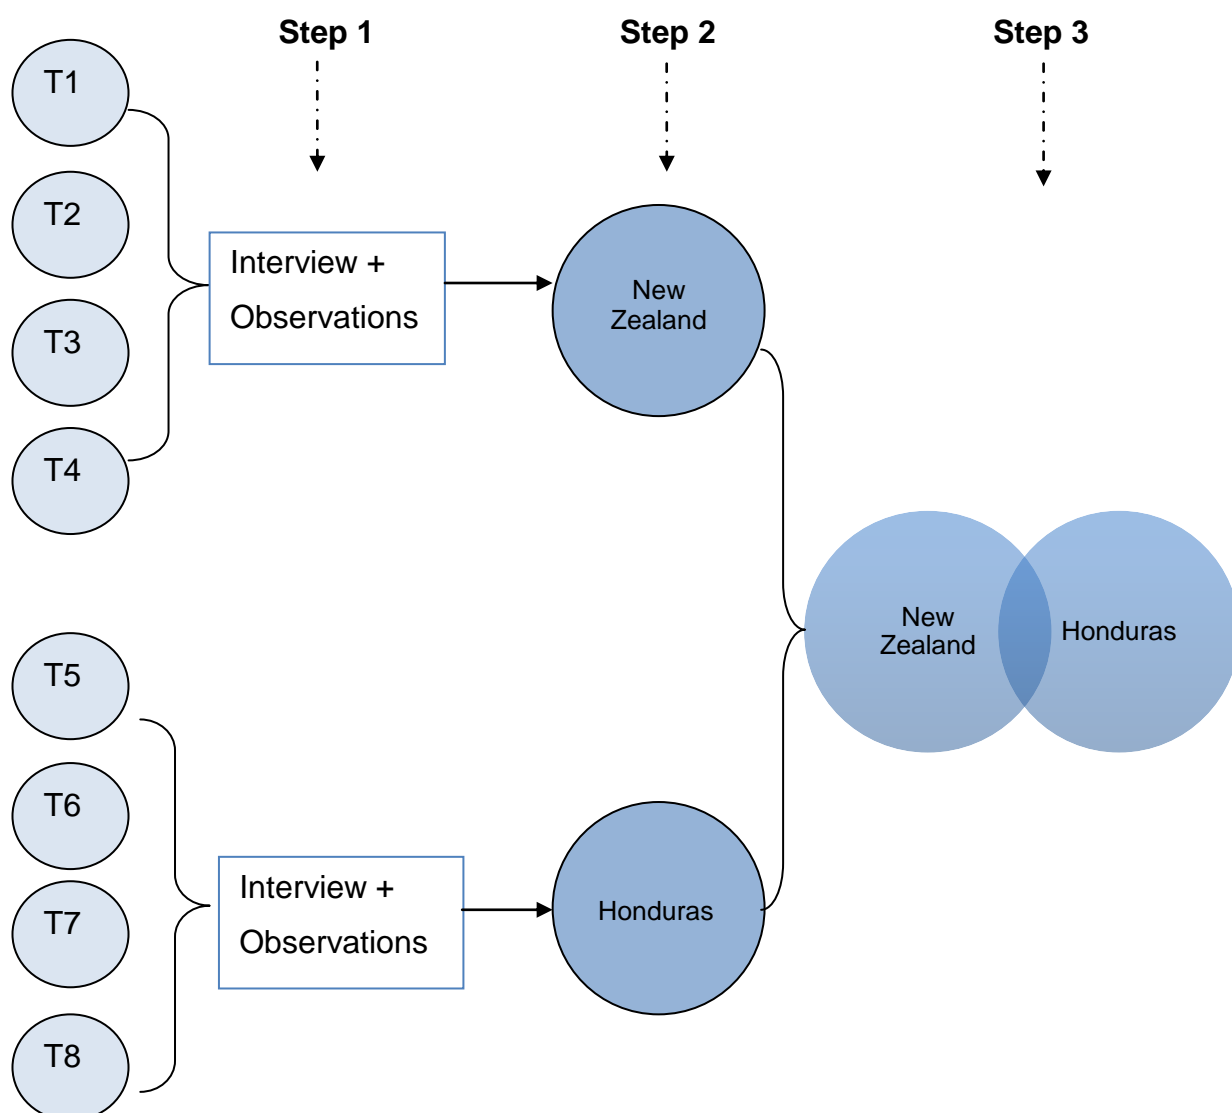 Step 1
Step 2
Step 3
T1
T2
T3
T4
Interview +
Observations
New
Zealand
New
Zealand
Honduras
T5
T6
T7
T8
Interview +
Observations
Honduras